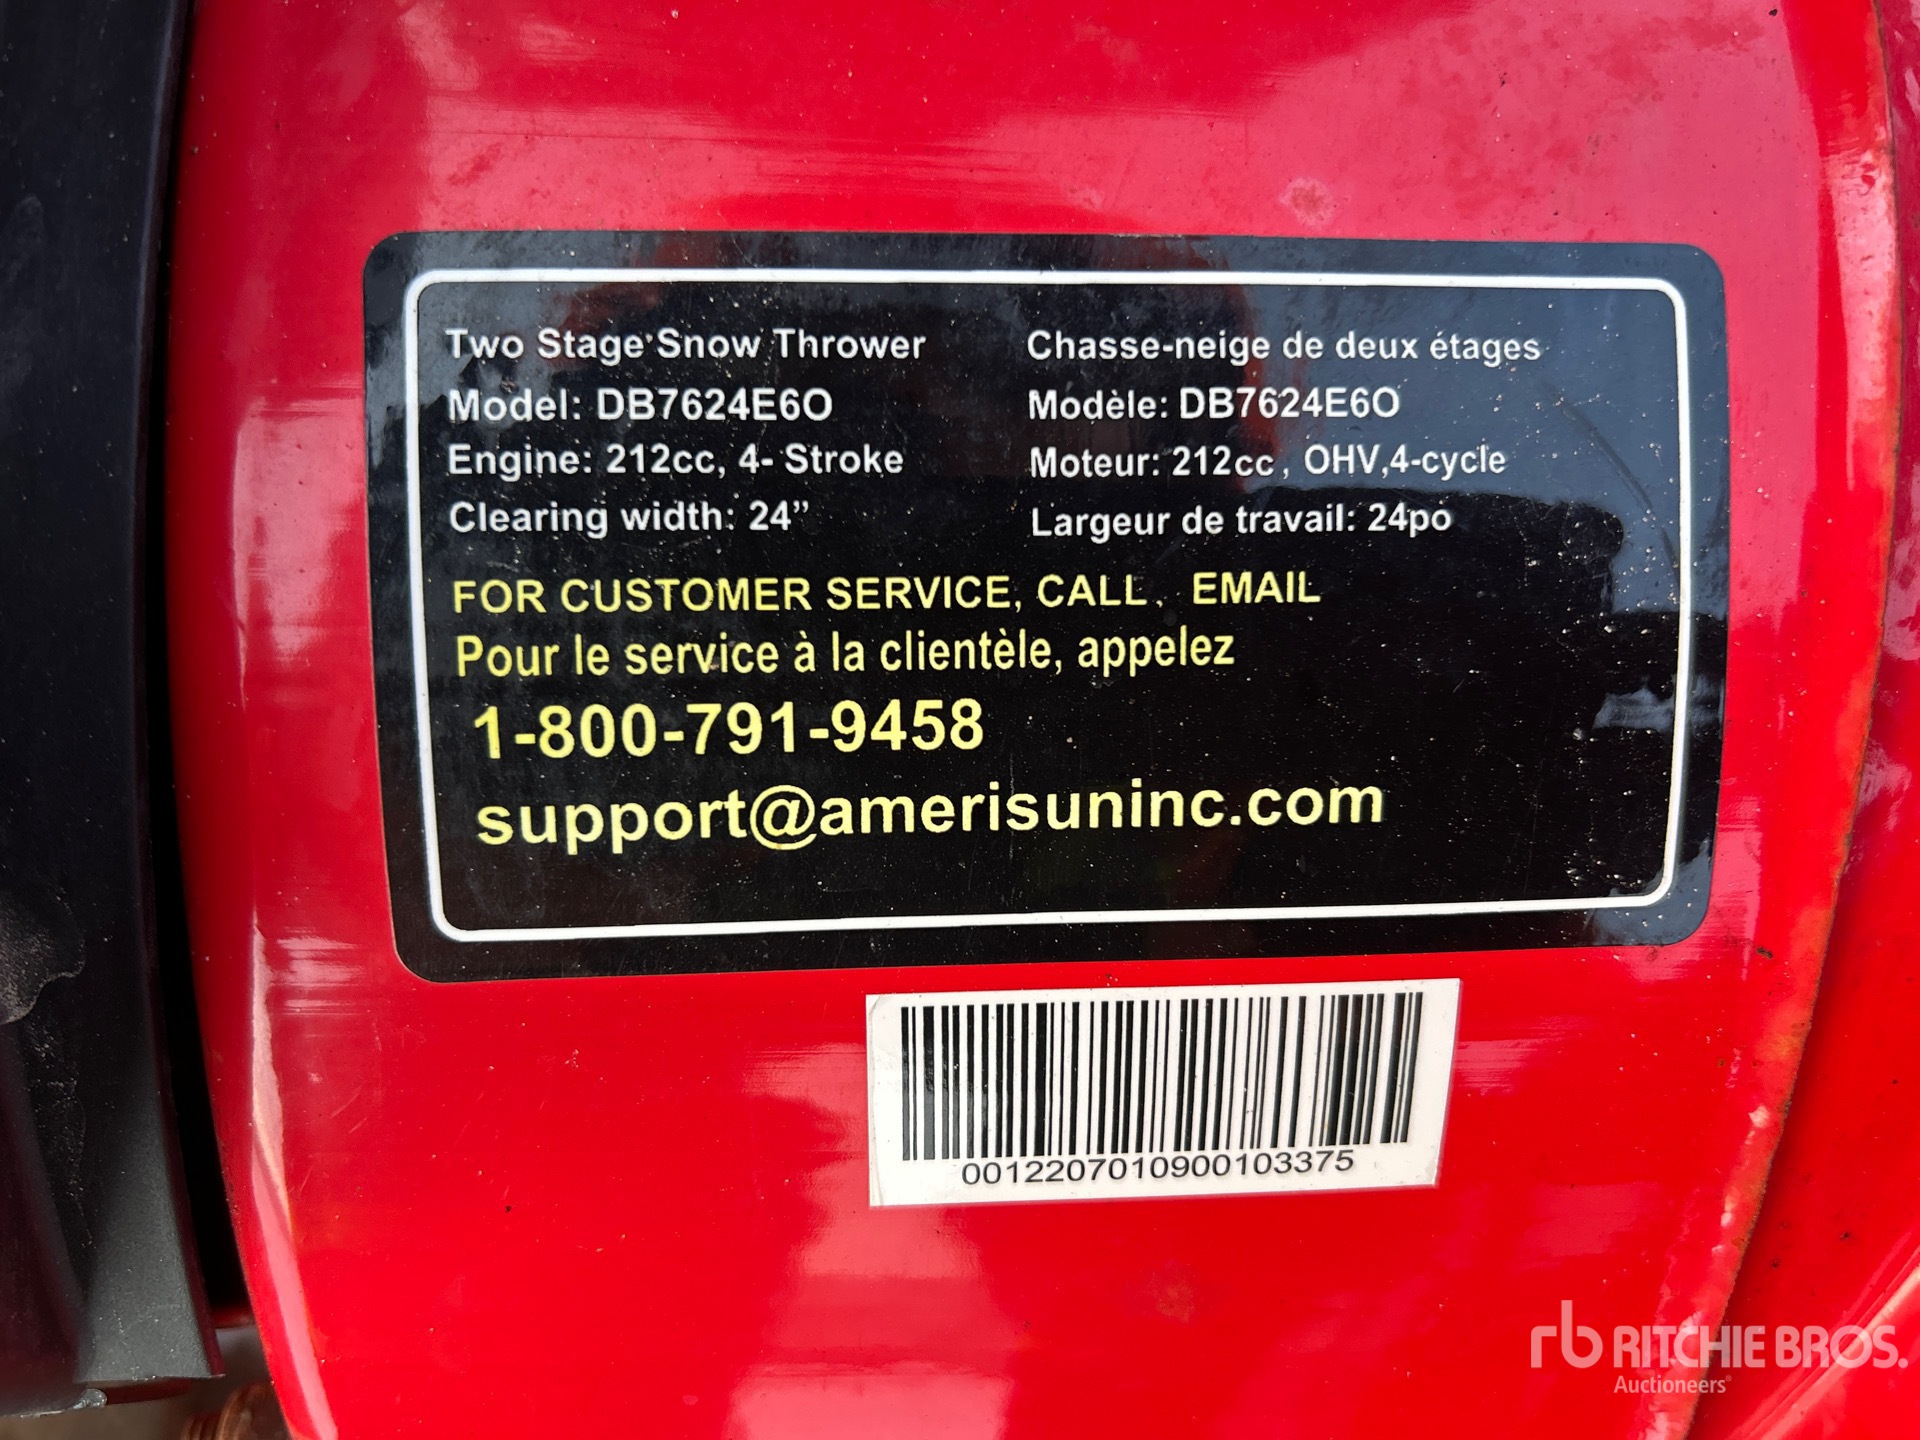 Two Stage Snow Thrower
Model: DB7624E6O
Engine: 212cc, 4- Stroke
Clearing width: 24”
Chasse-neige de deux étages
Modèle: DB7624E6O
Moteur: 212cc , OHV,4-cycle
Largeur de travail: 24po
FOR CUSTOMER SERVICE, CALL, EMAIL
Pour le service à la clientèle, appelez
1-800-791-9458
support@amerisuninc.com
0012207010900103375
rb RITCHIE BROS.
Auctioneers